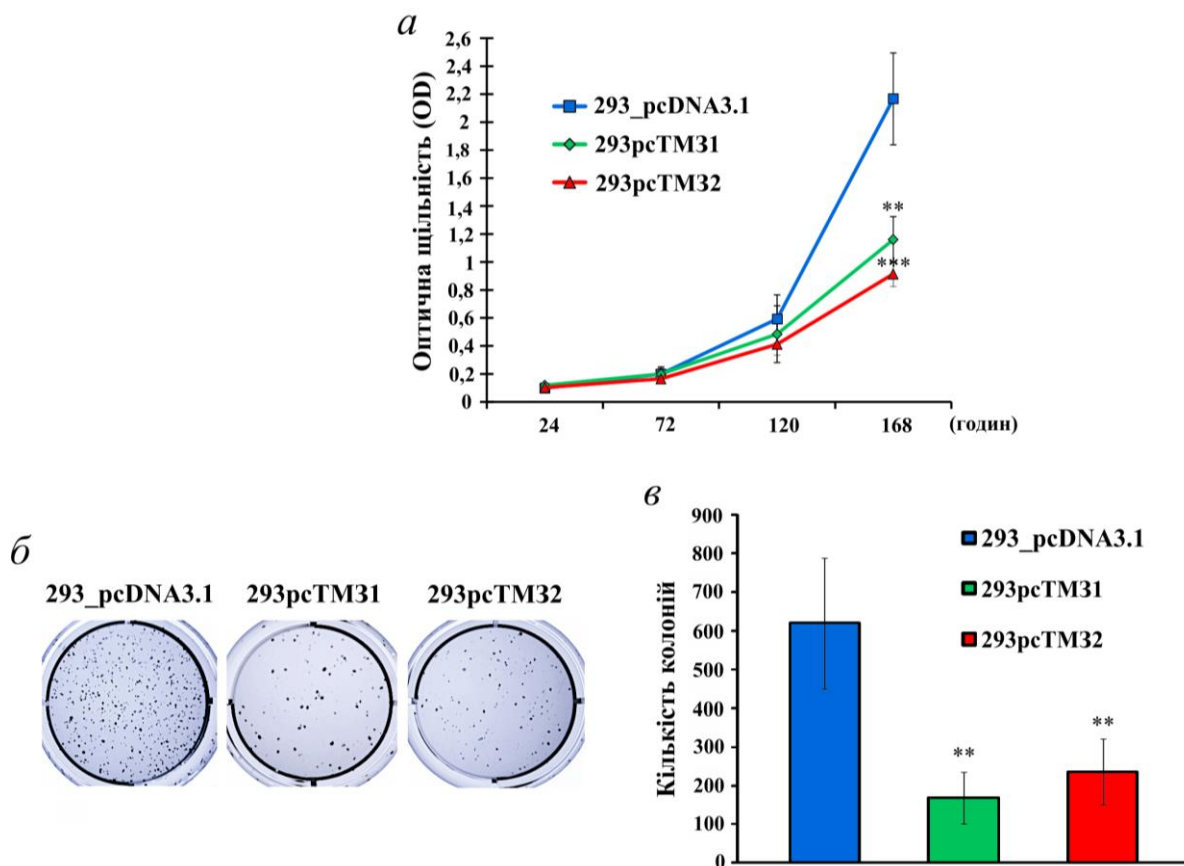 а
Оптична щільність (OD)
2,6
2,4
2,2
2
1,8
1,6
1,4
1,2
1
0,8
0,6
0,4
0,2
0
293_pcDNA3.1
293pcTM31
293pcTM32
**
***
24 72 120 168 (годин)
б
293_pcDNA3.1 293pcTM31 293pcTM32
в
Кількість колоній
900
800
700
600
500
400
300
200
100
0
293_pcDNA3.1
293pcTM31
293pcTM32
**
**